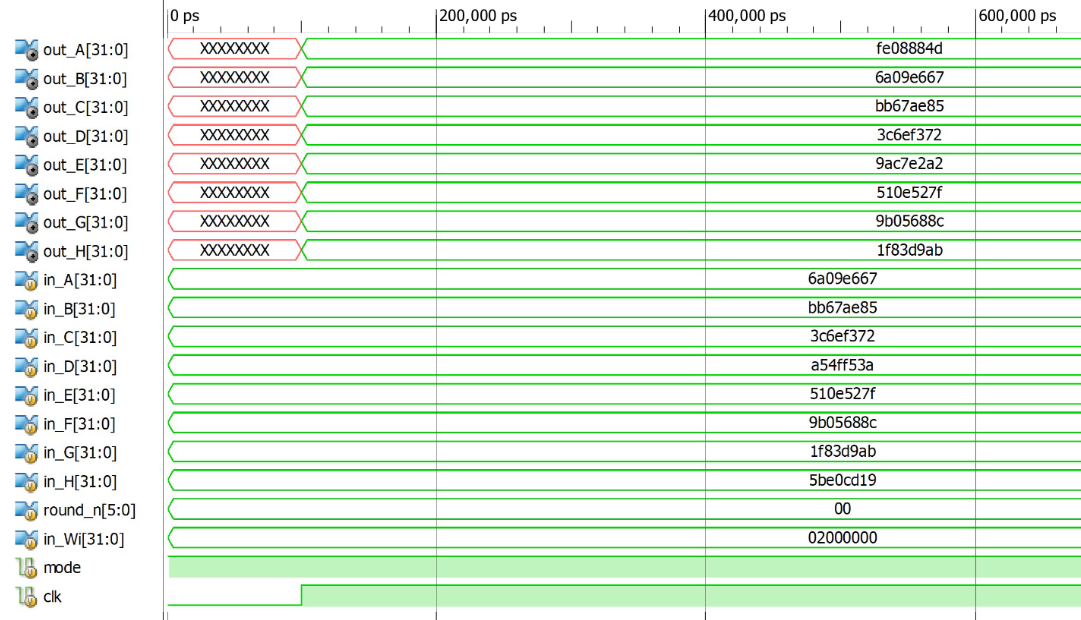 0 ps 200,000 ps 400,000 ps 600,000 ps
out_A[31:0] XXXXXXXX fe08884d
out_B[31:0] XXXXXXXX 6a09e667
out_C[31:0] XXXXXXXX bb67ae85
out_D[31:0] XXXXXXXX 3c6ef372
out_E[31:0] XXXXXXXX 9ac7e2a2
out_F[31:0] XXXXXXXX 510e527f
out_G[31:0] XXXXXXXX 9b05688c
out_H[31:0] XXXXXXXX 1f83d9ab
in_A[31:0] 6a09e667
in_B[31:0] bb67ae85
in_C[31:0] 3c6ef372
in_D[31:0] a54ff53a
in_E[31:0] 510e527f
in_F[31:0] 9b05688c
in_G[31:0] 1f83d9ab
in_H[31:0] 5be0cd19
round_n[5:0] 00
in_Wi[31:0] 02000000
mode
clk